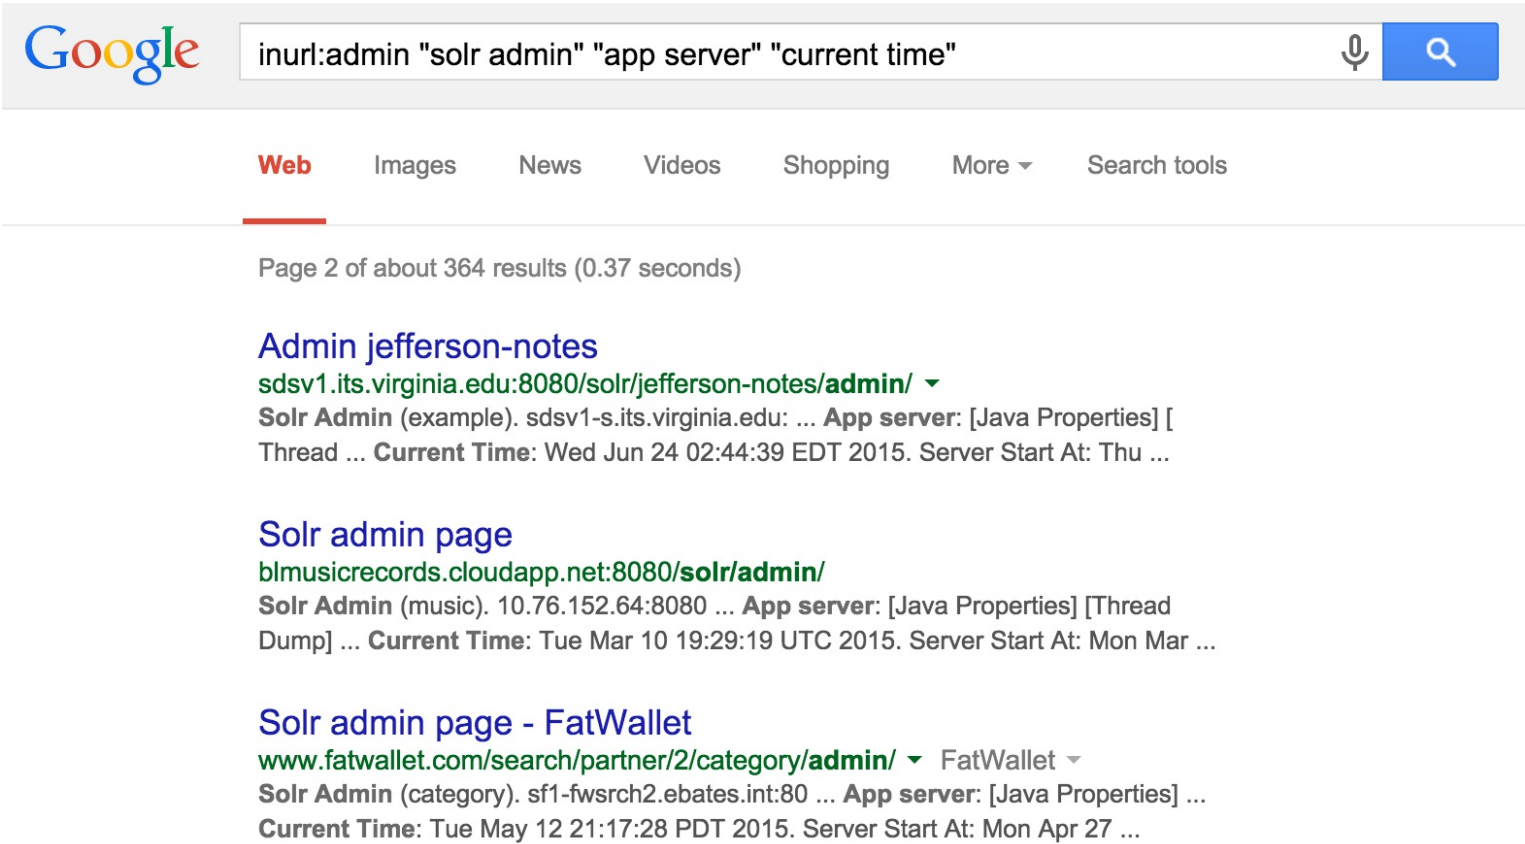 Google
inurl:admin "solr admin" "app server" "current time"
Web Images News Videos Shopping More Search tools
Page 2 of about 364 results (0.37 seconds)
Admin jefferson-notes
sdsv1.its.virginia.edu:8080/solr/jefferson-notes/admin/
Solr Admin (example). sdsv1-s.its.virginia.edu: ... App server: [Java Properties] [
Thread ... Current Time: Wed Jun 24 02:44:39 EDT 2015. Server Start At: Thu ...
Solr admin page
blmusicrecords.cloudapp.net:8080/solr/admin/
Solr Admin (music). 10.76.152.64:8080 ... App server: [Java Properties] [Thread
Dump] ... Current Time: Tue Mar 10 19:29:19 UTC 2015. Server Start At: Mon Mar ...
Solr admin page - FatWallet
www.fatwallet.com/search/partner/2/category/admin/ FatWallet
Solr Admin (category). sf1-fwsrch2.ebates.int:80 ... App server: [Java Properties] ...
Current Time: Tue May 12 21:17:28 PDT 2015. Server Start At: Mon Apr 27 ...